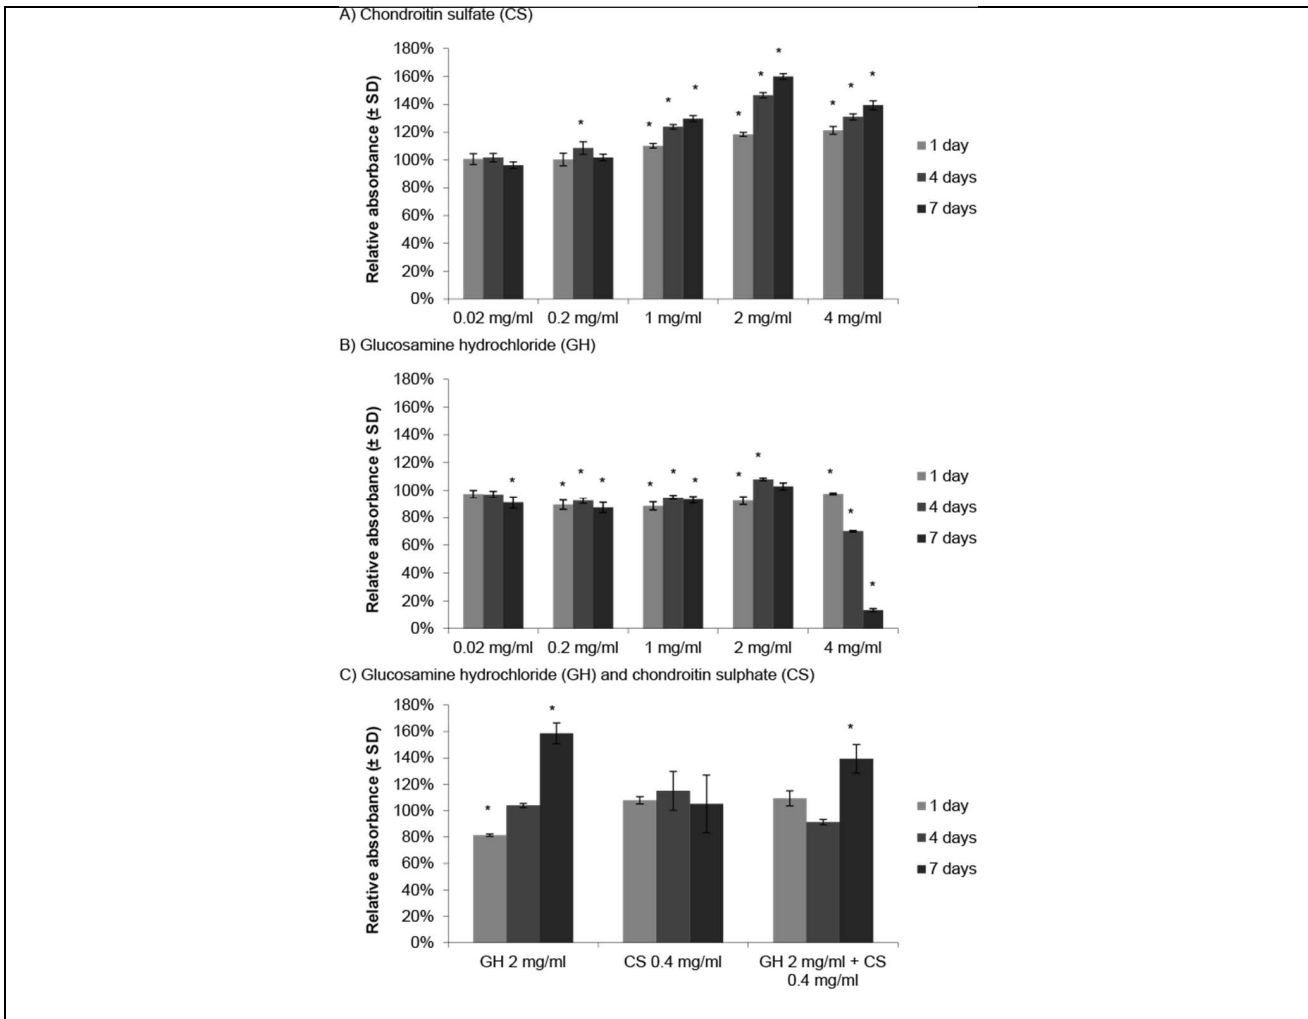 A) Chondroitin sulfate (CS)
Relative absorbance (± SD)
180%
160%
140%
120%
100%
80%
60%
40%
20%
0%
* * * * * * * * * *
0.02 mg/ml 0.2 mg/ml 1 mg/ml 2 mg/ml 4 mg/ml
1 day
4 days
7 days
B) Glucosamine hydrochloride (GH)
Relative absorbance (± SD)
180%
160%
140%
120%
100%
80%
60%
40%
20%
0%
* * * * * * * * * * * *
0.02 mg/ml 0.2 mg/ml 1 mg/ml 2 mg/ml 4 mg/ml
1 day
4 days
7 days
C) Glucosamine hydrochloride (GH) and chondroitin sulphate (CS)
Relative absorbance (± SD)
180%
160%
140%
120%
100%
80%
60%
40%
20%
0%
* * *
GH 2 mg/ml CS 0.4 mg/ml GH 2 mg/ml + CS
0.4 mg/ml
1 day
4 days
7 days